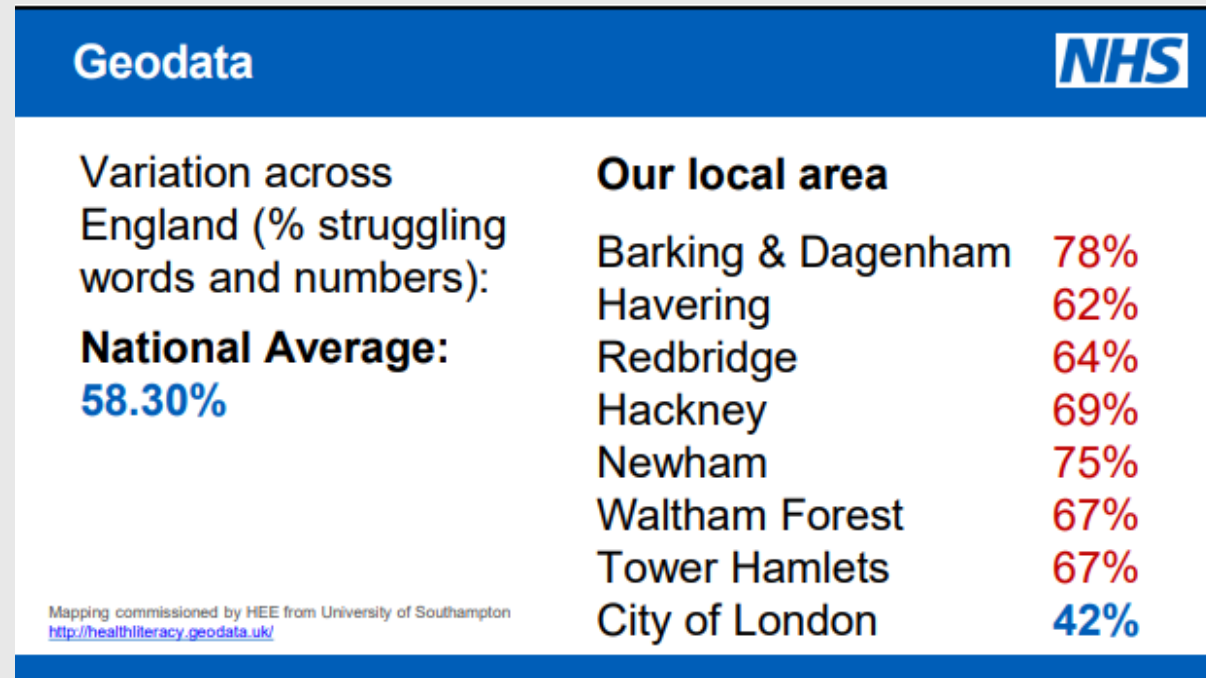 Geodata
NHS
Variation across
England (% struggling
words and numbers):
National Average:
58.30%
Our local area
Barking & Dagenham 78%
Havering 62%
Redbridge 64%
Hackney 69%
Newham 75%
Waltham Forest 67%
Tower Hamlets 67%
City of London 42%
Mapping commissioned by HEE from University of Southampton
http://healthliteracy.geodata.uk/